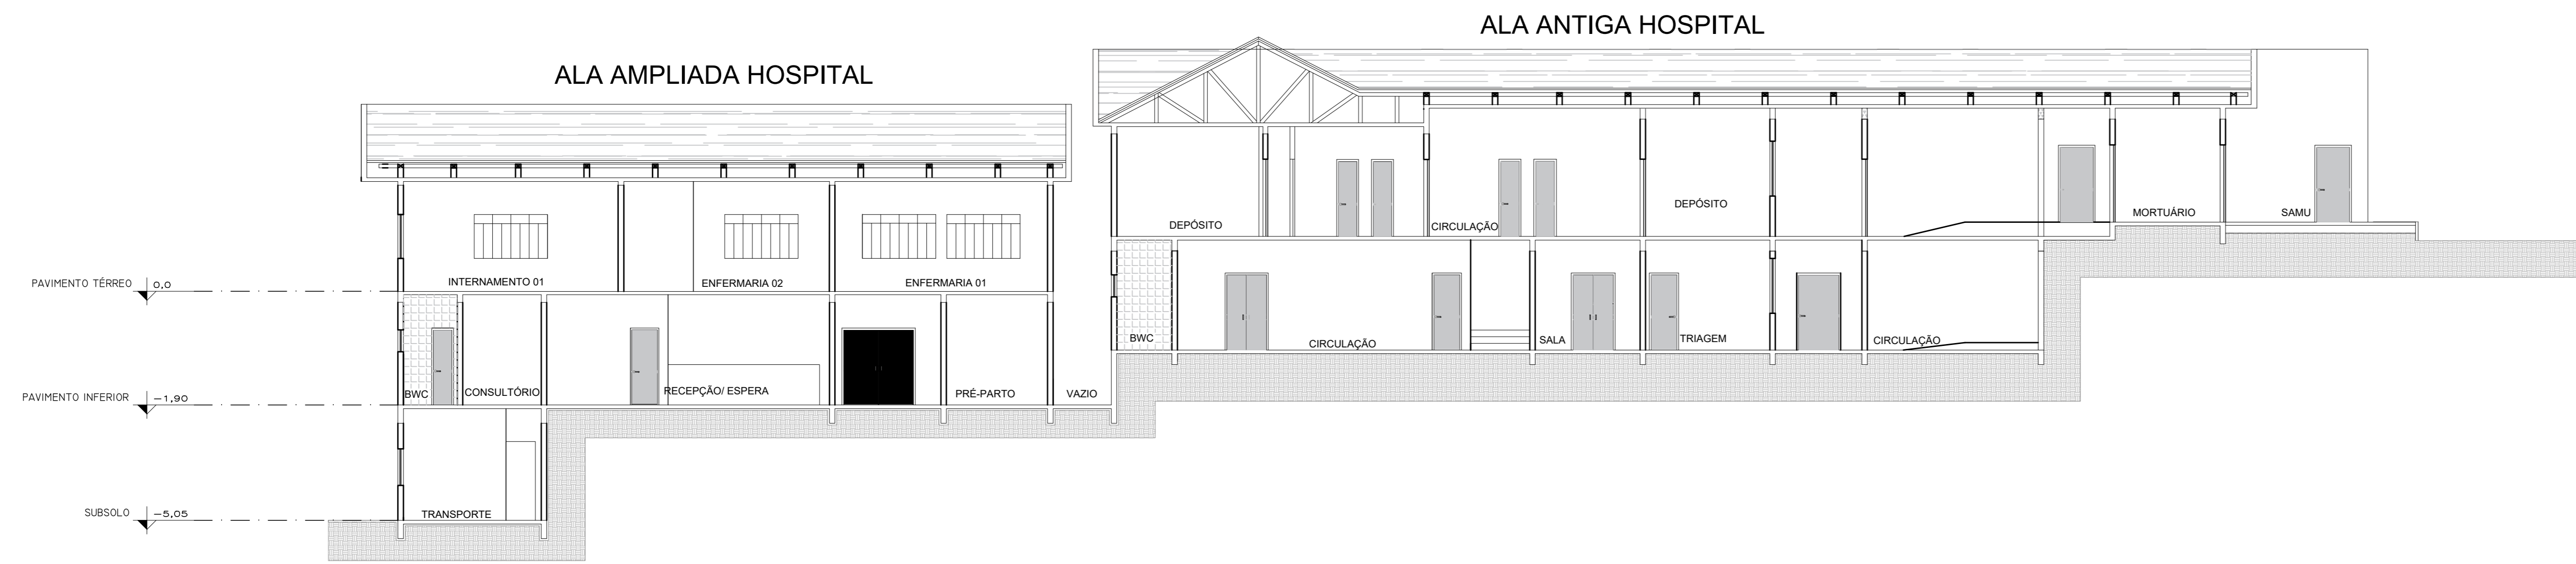 ALA ANTIGA HOSPITAL
ALA AMPLIADA HOSPITAL
DEPÓSITO
CIRCULAÇÃO
DEPÓSITO
MORTUÁRIO
SAMU
PAVIMENTO TÉRREO 0,0
INTERNAMENTO 01
ENFERMARIA 02
ENFERMARIA 01
BWC
CIRCULAÇÃO
SALA
TRIAGEM
CIRCULAÇÃO
PAVIMENTO INFERIOR -1,90
BWC
CONSULTÓRIO
RECEPÇÃO/ ESPERA
PRÉ-PARTO
VAZIO
SUBSOLO -5,05
TRANSPORTE